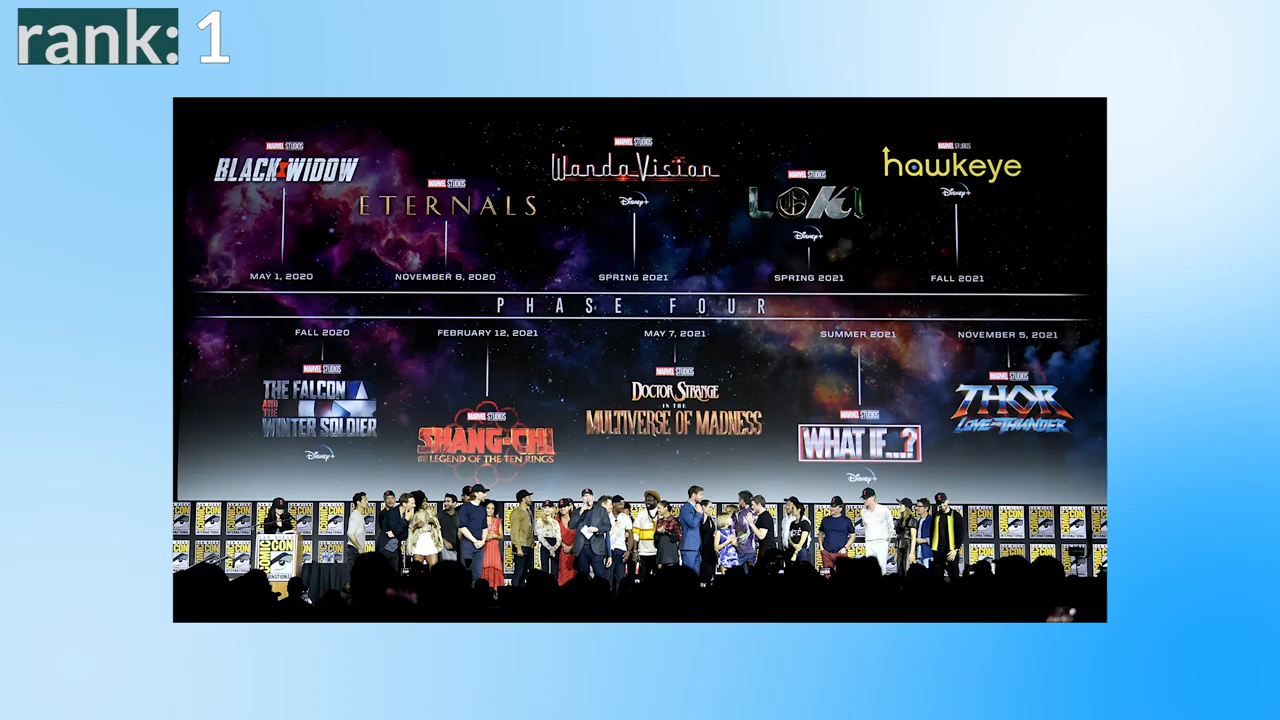 rank: 1
MARVEL STUDIOS
BLACK WIDOW
MAY 1, 2020
MARVEL STUDIOS
ETERNALS
NOVEMBER 6, 2020
MARVEL STUDIOS
WandaVision
Disney+
SPRING 2021
MARVEL STUDIOS
LOKI
Disney+
SPRING 2021
MARVEL STUDIOS
hawkeye
Disney+
FALL 2021
PHASE FOUR
FALL 2020
MARVEL STUDIOS
THE FALCON
AND THE
WINTER SOLDIER
Disney+
FEBRUARY 12, 2021
MARVEL STUDIOS
SHANG-CHI
AND THE LEGEND OF THE TEN RINGS
MAY 7, 2021
MARVEL STUDIOS
DOCTOR STRANGE
IN THE
MULTIVERSE OF MADNESS
SUMMER 2021
MARVEL STUDIOS
WHAT IF...?
Disney+
NOVEMBER 5, 2021
MARVEL STUDIOS
THOR
LOVE AND THUNDER
COMIC CON
INTERNATIONAL